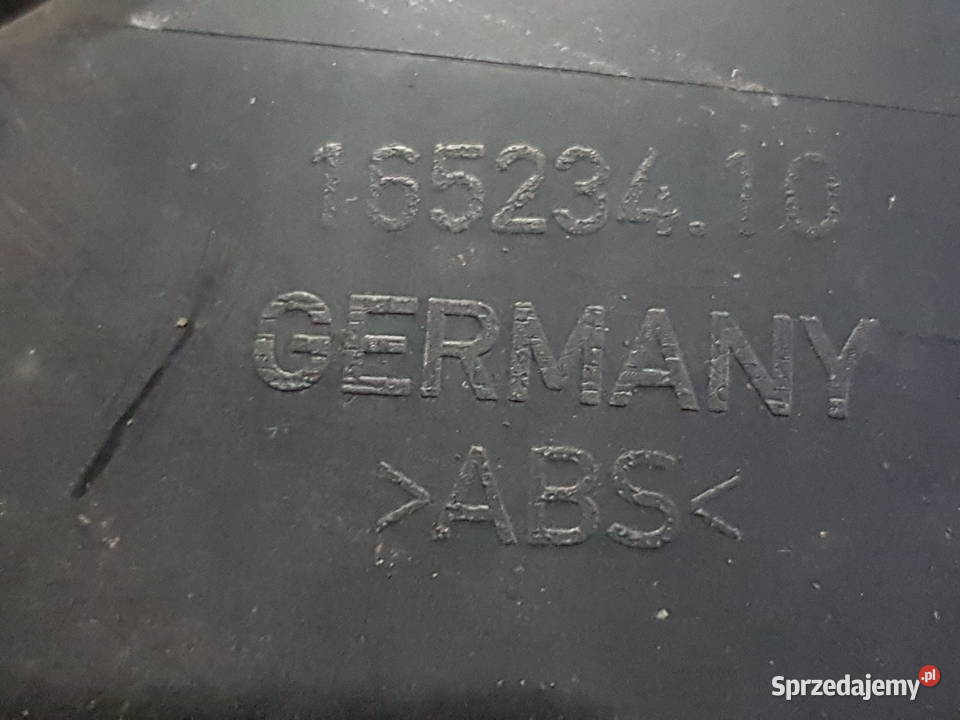 165234.10
GERMANY
>ABS<
Sprzedajemy.pl